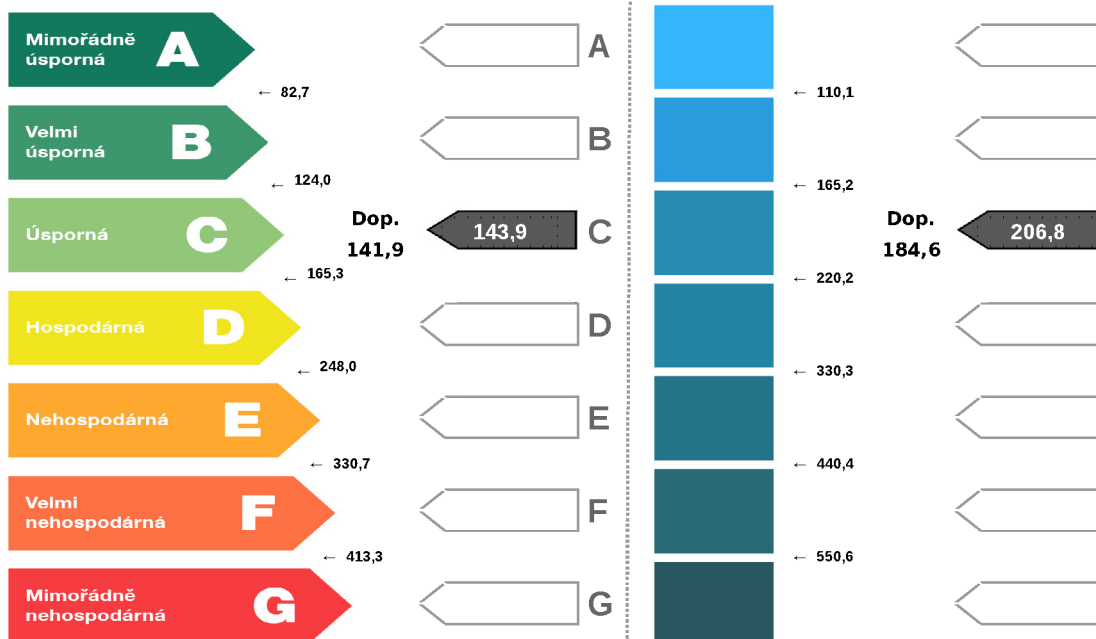 Mimořádně
úsporná
A
A
← 82,7
← 110,1
Velmi
úsporná
B
B
← 124,0
← 165,2
Úsporná
C
Dop.
141,9
143,9
C
Dop.
184,6
206,8
← 165,3
← 220,2
Hospodárná
D
D
← 248,0
← 330,3
Nehospodárná
E
E
← 330,7
← 440,4
Velmi
nehospodárná
F
F
← 413,3
← 550,6
Mimořádně
nehospodárná
G
G